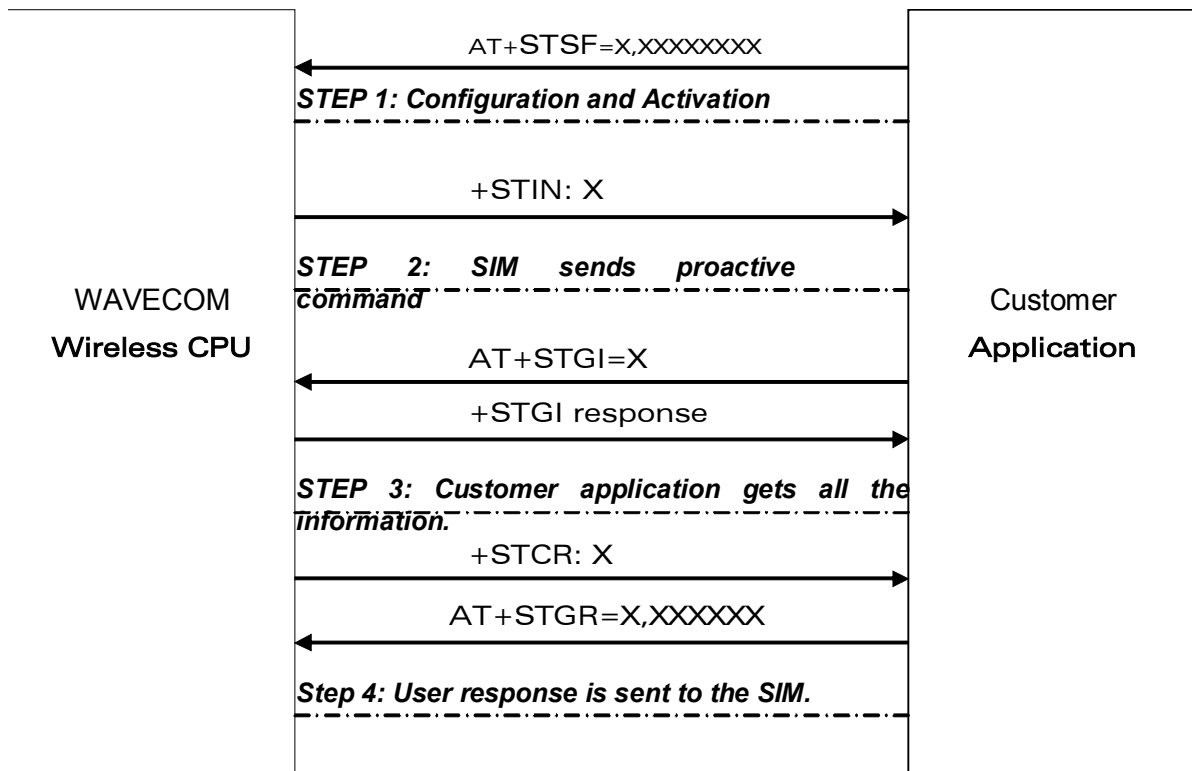 AT+STSF=X,XXXXXXXX
STEP 1: Configuration and Activation
+STIN: X
STEP 2: SIM sends proactive
command
WAVECOM
Wireless CPU
Customer
Application
AT+STGI=X
+STGI response
STEP 3: Customer application gets all the
information.
+STCR: X
AT+STGR=X,XXXXXX
Step 4: User response is sent to the SIM.